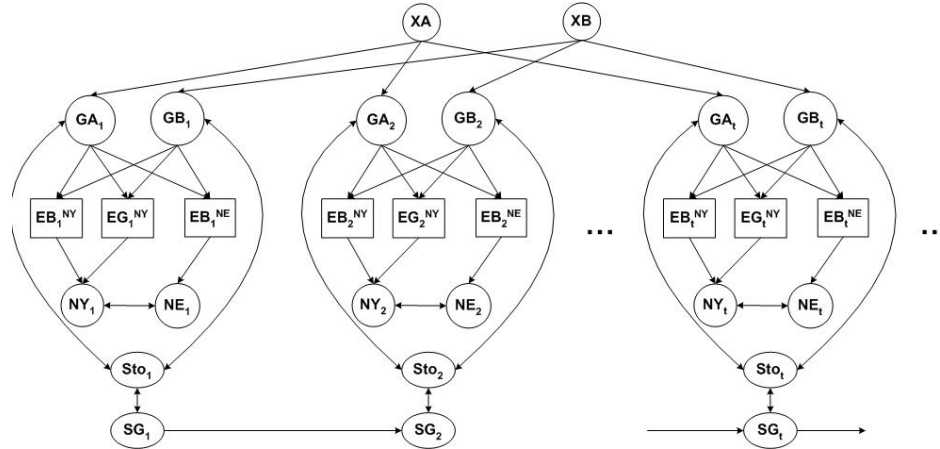 XA XB
GA₁ GB₁ GA₂ GB₂ GAₜ GBₜ
EB₁ᴺʸ EG₁ᴺʸ EB₁ᴺᴱ EB₂ᴺʸ EG₂ᴺʸ EB₂ᴺᴱ ... EBₜᴺʸ EGₜᴺʸ EBₜᴺᴱ ..
NY₁ NE₁ NY₂ NE₂ NYₜ NEₜ
Sto₁ Sto₂ Stoₜ
SG₁ SG₂ SGₜ